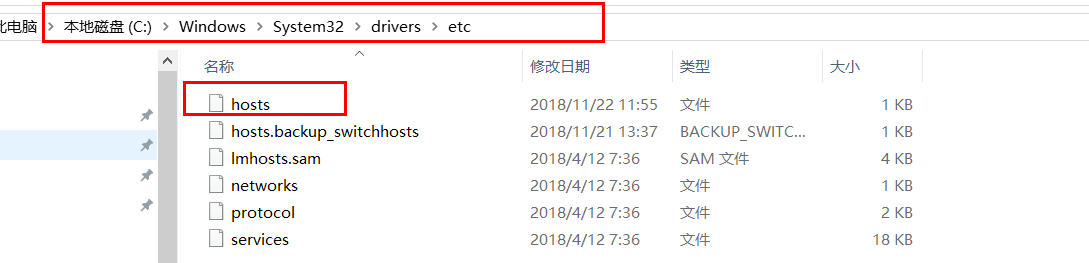 此电脑 > 本地磁盘 (C:) > Windows > System32 > drivers > etc
名称 修改日期 类型 大小
hosts 2018/11/22 11:55 文件 1 KB
hosts.backup_switchhosts 2018/11/21 13:37 BACKUP_SWITC... 1 KB
lmhosts.sam 2018/4/12 7:36 SAM 文件 4 KB
networks 2018/4/12 7:36 文件 1 KB
protocol 2018/4/12 7:36 文件 2 KB
services 2018/4/12 7:36 文件 18 KB